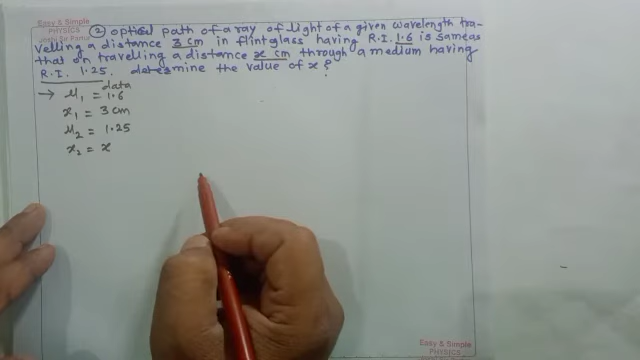 Easy & Simple
PHYSICS
② optical path of a ray of light of a given wavelength tra-
velling a distance 3 cm in flintglass having R.I. 1.6 is sameas
that on travelling a distance x cm through a medium having
R.I. 1.25. determine the value of x?
data
→ μ₁ = 1.6
x₁ = 3 cm
μ₂ = 1.25
x₂ = x
Easy & Simple
PHYSICS